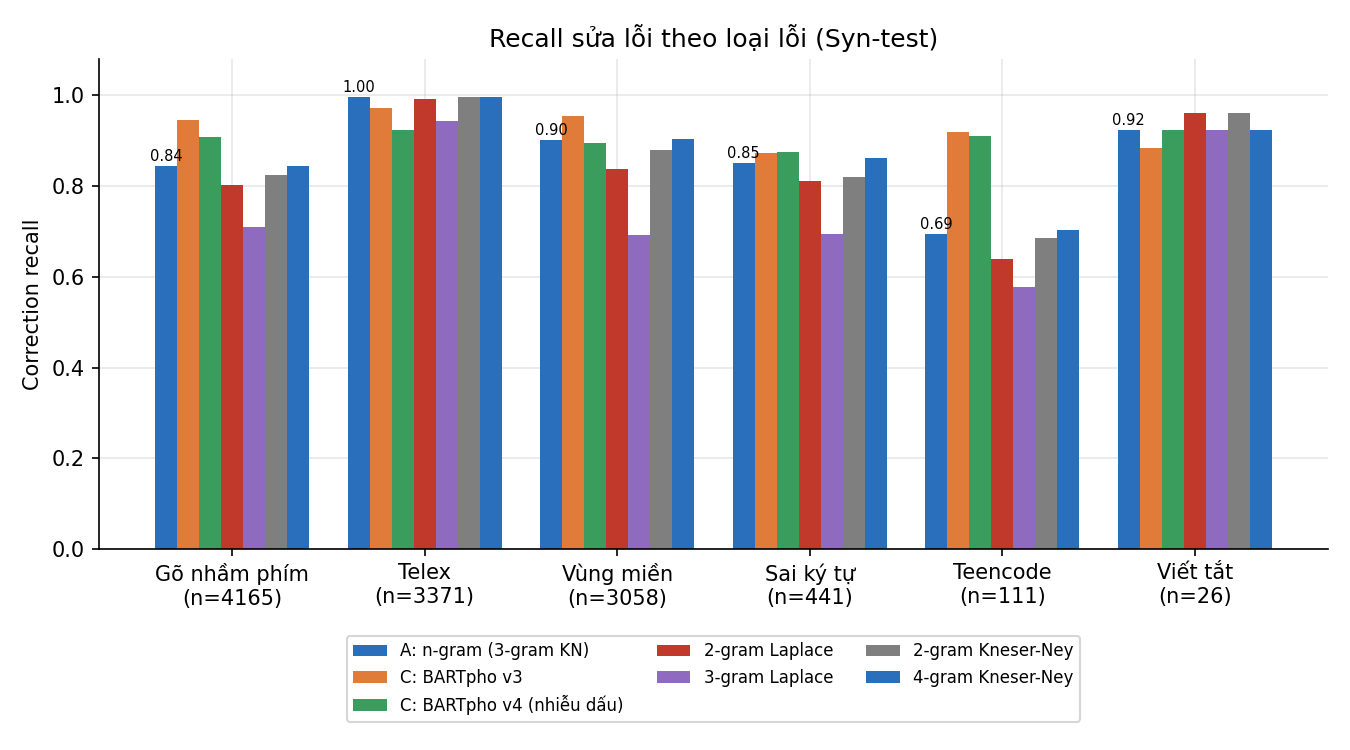 Recall sửa lỗi theo loại lỗi (Syn-test)
Correction recall
1.0
0.8
0.6
0.4
0.2
0.0
0.84
1.00
0.90
0.85
0.69
0.92
Gõ nhầm phím
(n=4165)
Telex
(n=3371)
Vùng miền
(n=3058)
Sai ký tự
(n=441)
Teencode
(n=111)
Viết tắt
(n=26)
A: n-gram (3-gram KN)
C: BARTpho v3
C: BARTpho v4 (nhiễu dấu)
2-gram Laplace
3-gram Laplace
2-gram Kneser-Ney
4-gram Kneser-Ney